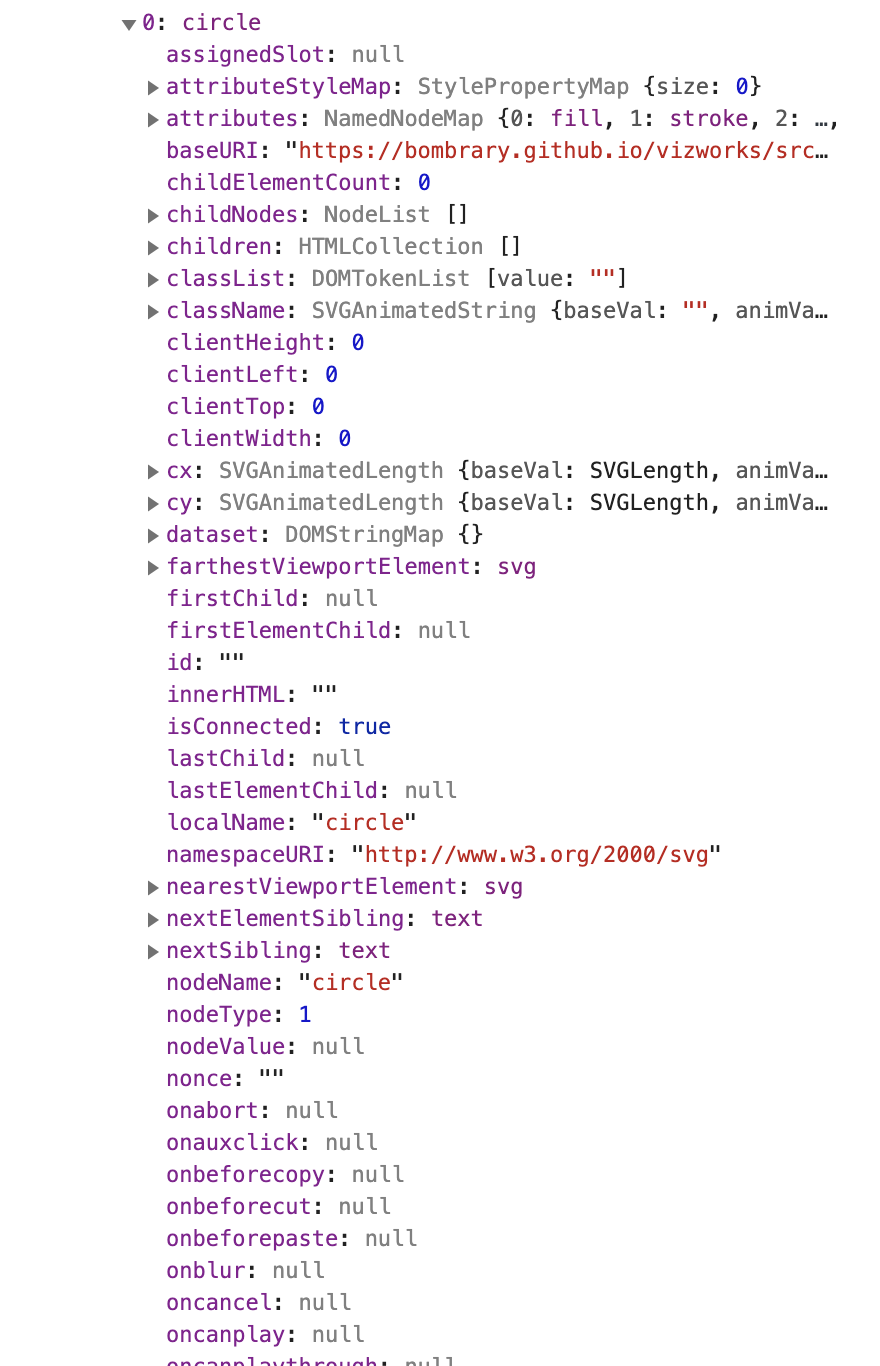 ▼0: circle
assignedSlot: null
▶attributeStyleMap: StylePropertyMap {size: 0}
▶attributes: NamedNodeMap {0: fill, 1: stroke, 2: …,
baseURI: "https://bombrary.github.io/vizworks/src…
childElementCount: 0
▶childNodes: NodeList []
▶children: HTMLCollection []
▶classList: DOMTokenList [value: ""]
▶className: SVGAnimatedString {baseVal: "", animVa…
clientHeight: 0
clientLeft: 0
clientTop: 0
clientWidth: 0
▶cx: SVGAnimatedLength {baseVal: SVGLength, animVa…
▶cy: SVGAnimatedLength {baseVal: SVGLength, animVa…
▶dataset: DOMStringMap {}
▶farthestViewportElement: svg
firstChild: null
firstElementChild: null
id: ""
innerHTML: ""
isConnected: true
lastChild: null
lastElementChild: null
localName: "circle"
namespaceURI: "http://www.w3.org/2000/svg"
▶nearestViewportElement: svg
▶nextElementSibling: text
▶nextSibling: text
nodeName: "circle"
nodeType: 1
nodeValue: null
nonce: ""
onabort: null
onauxclick: null
onbeforecopy: null
onbeforecut: null
onbeforepaste: null
onblur: null
oncancel: null
oncanplay: null
oncanplaythrough: null